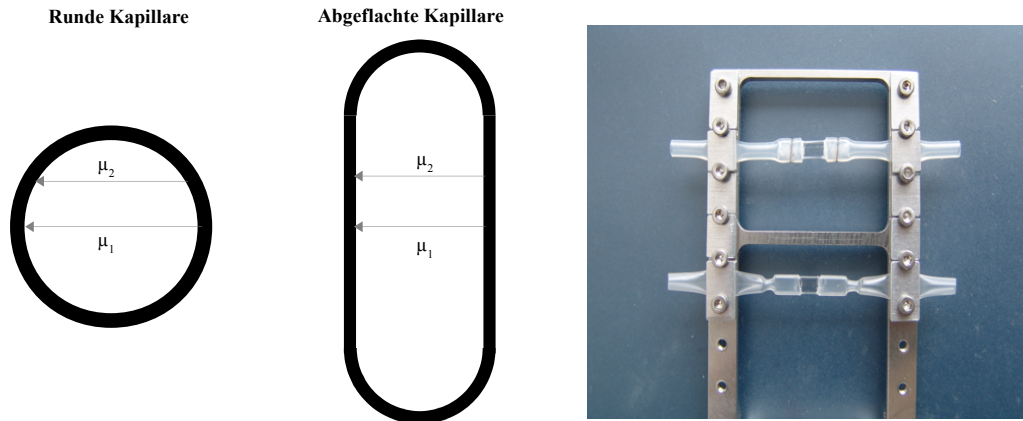 Runde Kapillare
μ2
μ1
Abgeflachte Kapillare
μ2
μ1